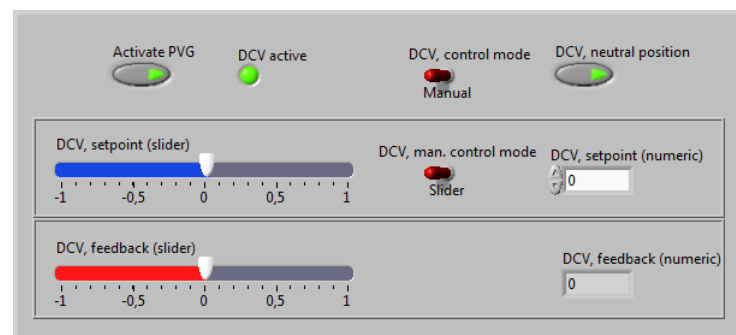 Activate PVG
DCV active
DCV, control mode
DCV, neutral position
Manual
DCV, setpoint (slider)
DCV, man. control mode
DCV, setpoint (numeric)
Slider
0
-1 -0,5 0 0,5 1
DCV, feedback (slider)
DCV, feedback (numeric)
0
-1 -0,5 0 0,5 1